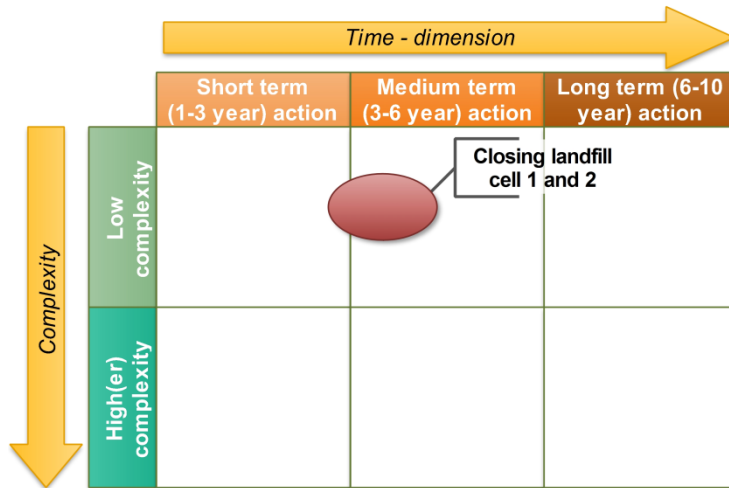 Time - dimension
Short term
(1-3 year) action
Medium term
(3-6 year) action
Long term (6-10
year) action
Complexity
Low
complexity
Closing landfill
cell 1 and 2
High(er)
complexity